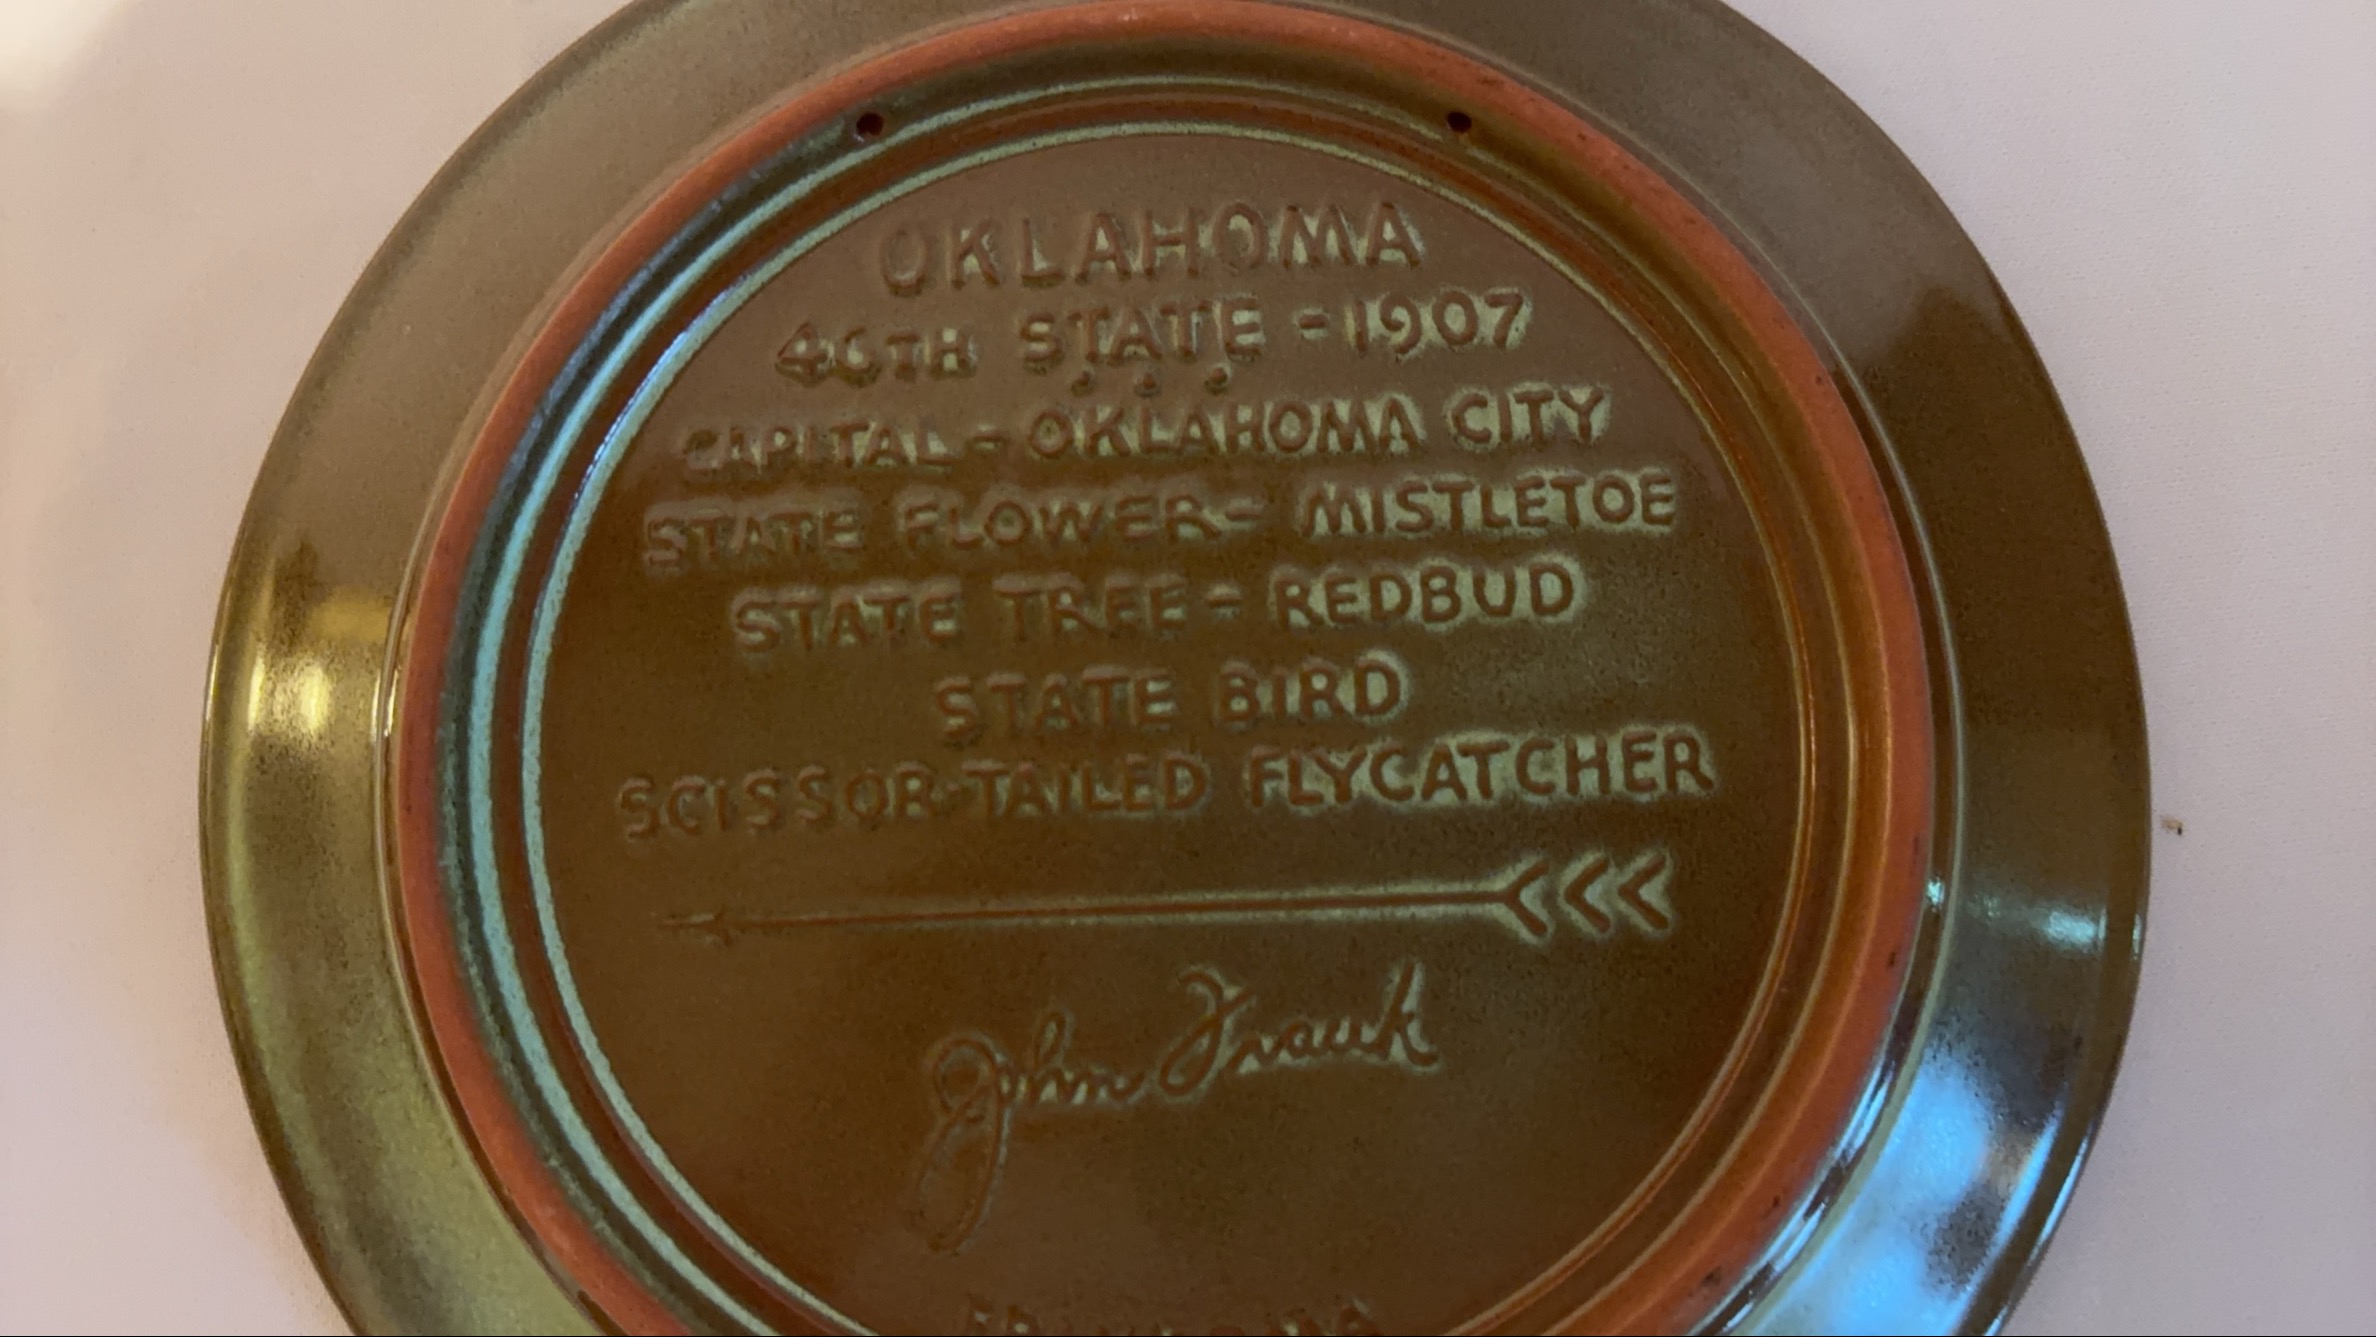 OKLAHOMA
46TH STATE - 1907
CAPITAL - OKLAHOMA CITY
STATE FLOWER - MISTLETOE
STATE TREE - REDBUD
STATE BIRD
SCISSOR-TAILED FLYCATCHER
John Frank